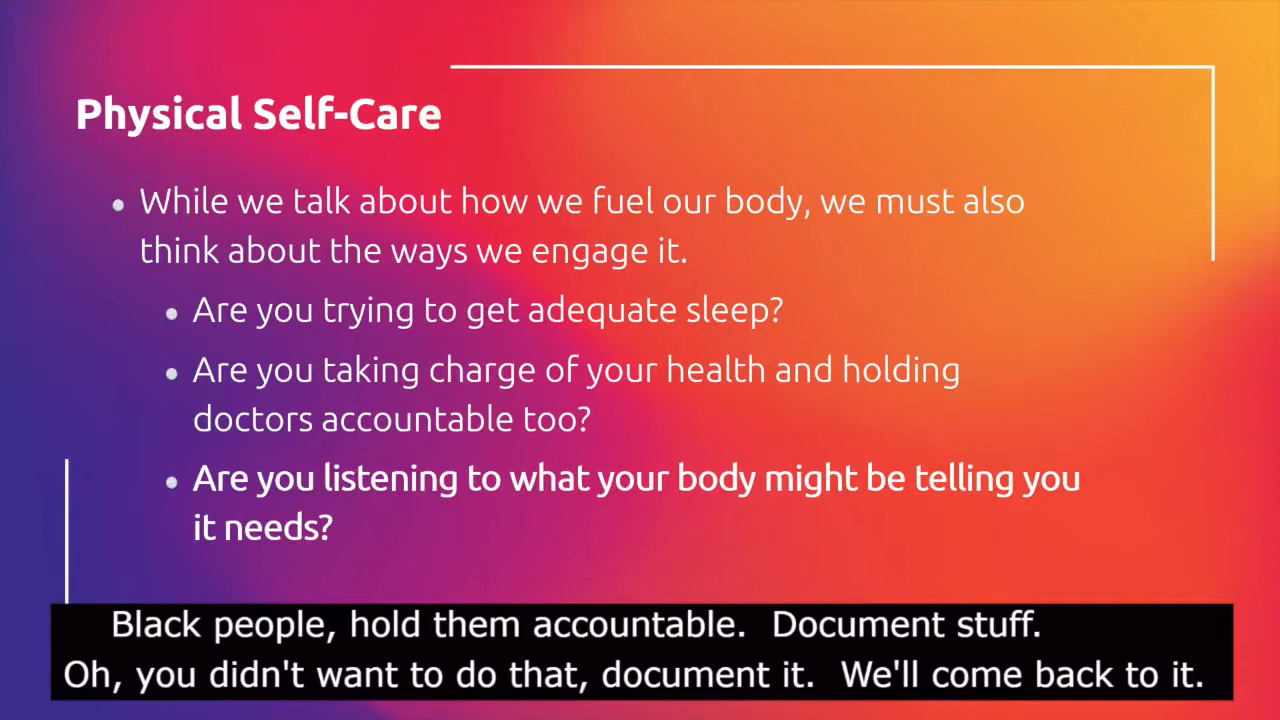 Physical Self-Care
• While we talk about how we fuel our body, we must also
think about the ways we engage it.
• Are you trying to get adequate sleep?
• Are you taking charge of your health and holding
doctors accountable too?
• Are you listening to what your body might be telling you
it needs?
Black people, hold them accountable.  Document stuff.
Oh, you didn't want to do that, document it.  We'll come back to it.